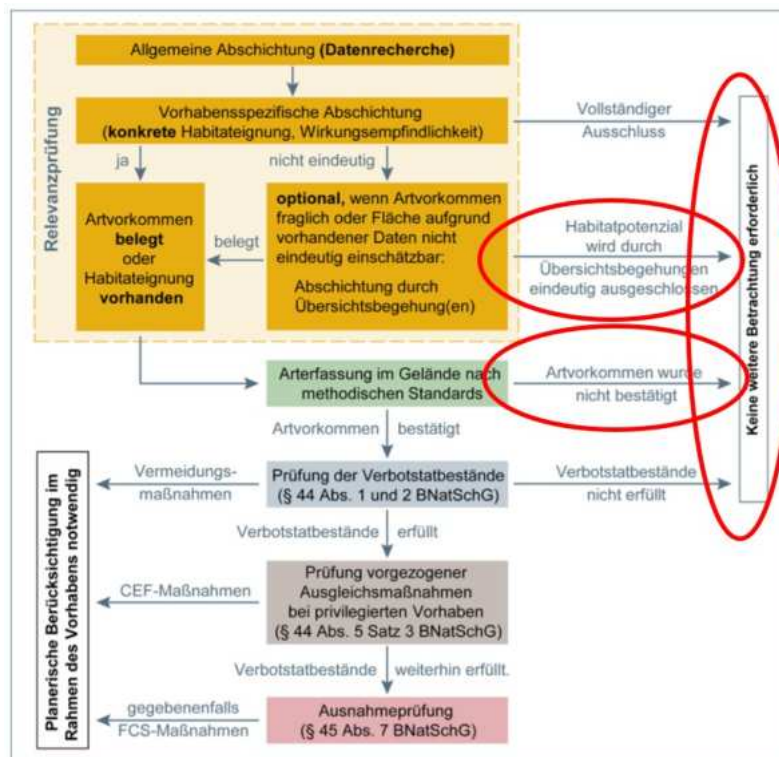 Relevanzprüfung
Allgemeine Abschichtung (Datenrecherche)
Vorhabensspezifische Abschichtung
(konkrete Habitateignung, Wirkungsempfindlichkeit)
Vollständiger
Ausschluss
ja
nicht eindeutig
Artvorkommen
belegt
oder
Habitateignung
vorhanden
belegt
optional, wenn Artvorkommen
fraglich oder Fläche aufgrund
vorhandener Daten nicht
eindeutig einschätzbar:
Abschichtung durch
Übersichtsbegehung(en)
Habitatpotenzial
wird durch
Übersichtsbegehungen
eindeutig ausgeschlossen
Keine weitere Betrachtung erforderlich
Arterfassung im Gelände nach
methodischen Standards
Artvorkommen wurde
nicht bestätigt
Artvorkommen bestätigt
Planerische Berücksichtigung im
Rahmen des Vorhabens notwendig
Vermeidungs-
maßnahmen
Prüfung der Verbotstatbestände
(§ 44 Abs. 1 und 2 BNatSchG)
Verbotstatbestände
nicht erfüllt
Verbotstatbestände erfüllt
CEF-Maßnahmen
Prüfung vorgezogener
Ausgleichsmaßnahmen
bei privilegierten Vorhaben
(§ 44 Abs. 5 Satz 3 BNatSchG)
Verbotstatbestände weiterhin erfüllt.
gegebenenfalls
FCS-Maßnahmen
Ausnahmeprüfung
(§ 45 Abs. 7 BNatSchG)